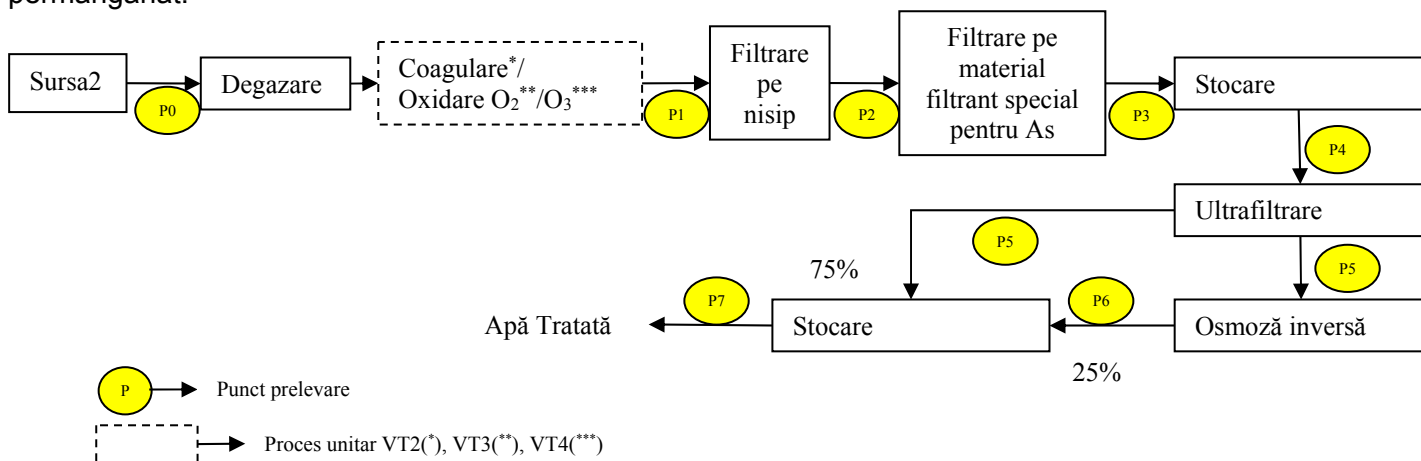 Sursa2
P0
Degazare
Coagulare*/
Oxidare O2**/O3***
P1
Filtrare
pe
nisip
P2
Filtrare pe
material
filtrant special
pentru As
P3
Stocare
P4
Ultrafiltrare
P5
P5
75%
Apă Tratată
P7
Stocare
P6
Osmoză inversă
25%
P
Punct prelevare
Proces unitar VT2(*), VT3(**), VT4(***)